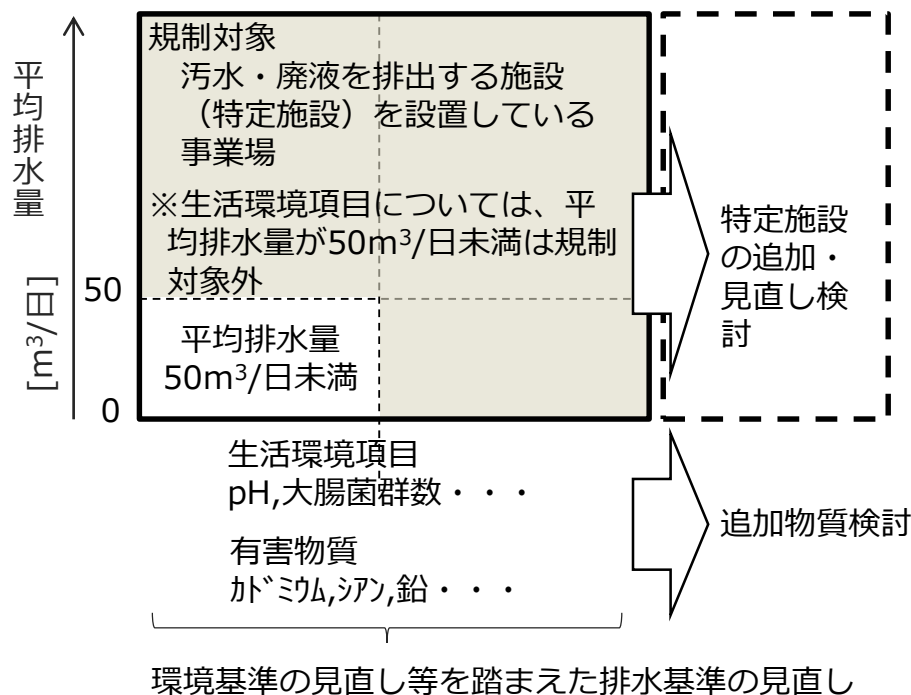 平均排水量
[m³/日]
50
0
規制対象
汚水・廃液を排出する施設
（特定施設）を設置している
事業場
※生活環境項目については、平
均排水量が50m³/日未満は規制
対象外
平均排水量
50m³/日未満
特定施設
の追加・
見直し検
討
生活環境項目
pH,大腸菌群数・・・
有害物質
ｶﾄﾞﾐｳﾑ,ｼｱﾝ,鉛・・・
追加物質検討
環境基準の見直し等を踏まえた排水基準の見直し